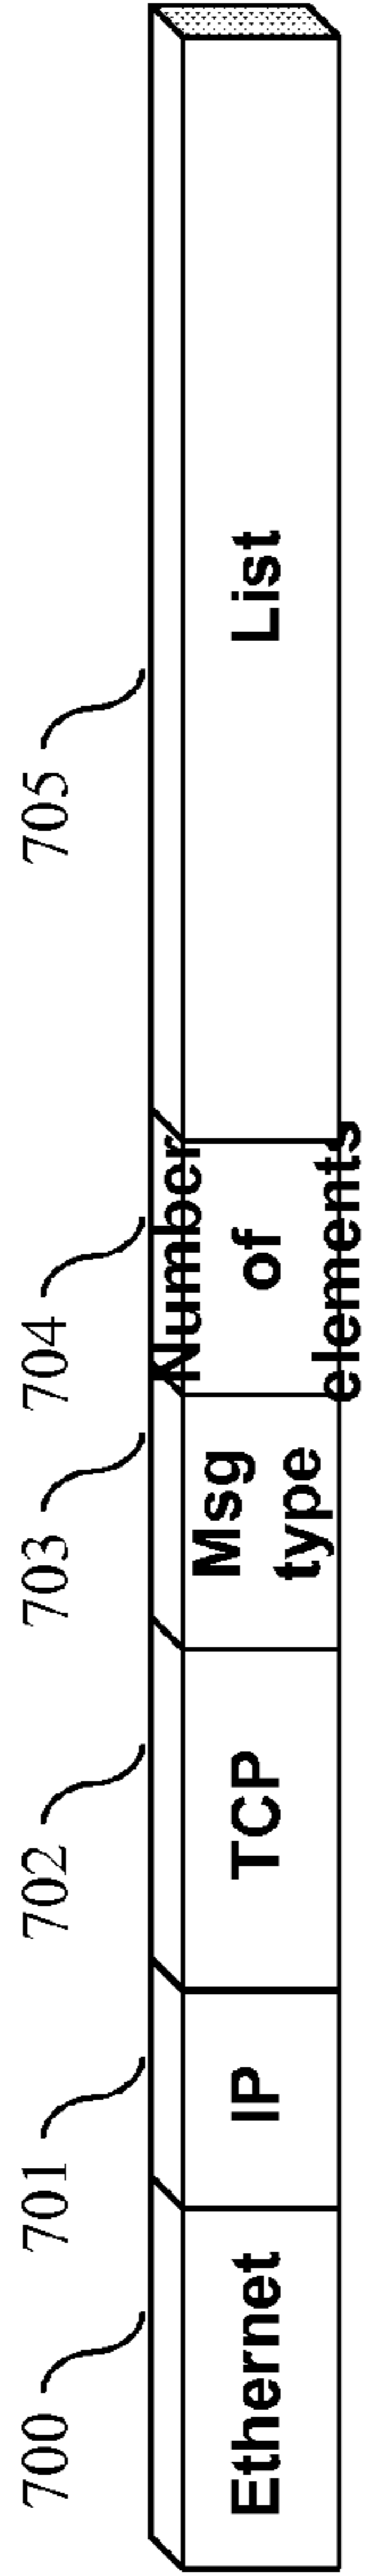 700
701
702
703
704
705
Ethernet
IP
TCP
Msg
type
Number
of
elements
List